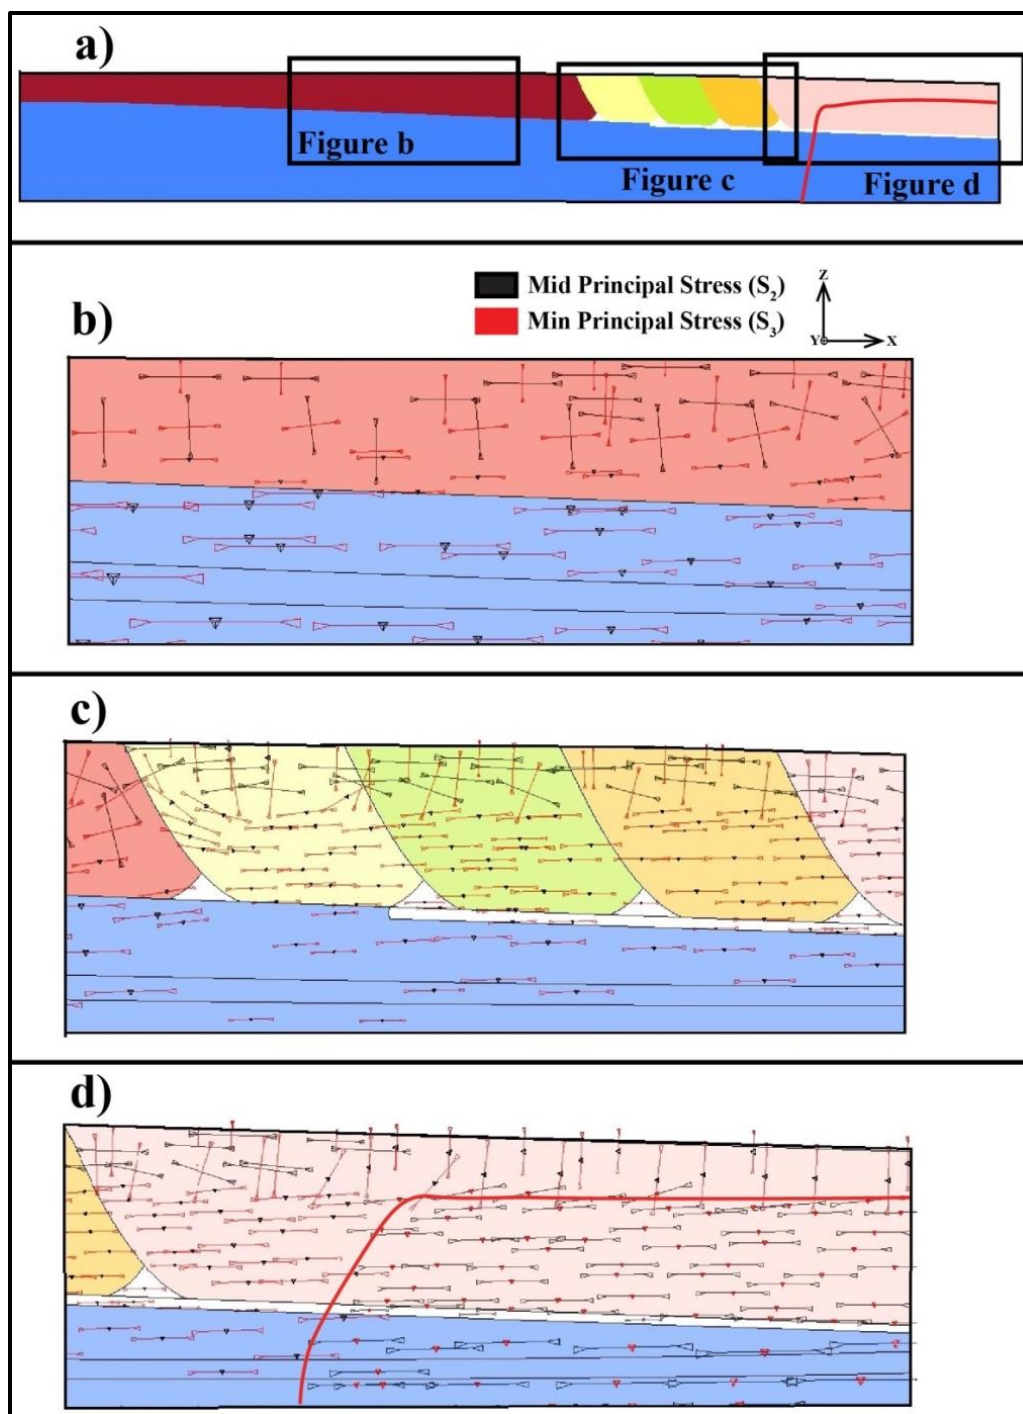 a)
Figure b
Figure c
Figure d
b)
Mid Principal Stress (S₂)
Min Principal Stress (S₃)
Z
Y
X
c)
d)